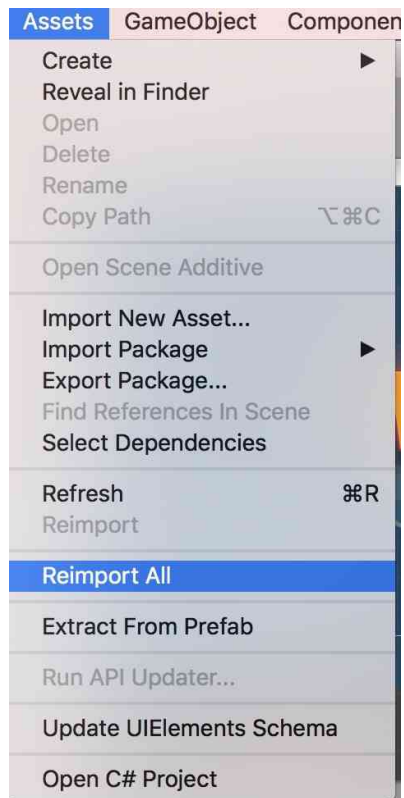 Assets GameObject Componen
Create ▶
Reveal in Finder
Open
Delete
Rename
Copy Path ⌥⌘C
Open Scene Additive
Import New Asset...
Import Package ▶
Export Package...
Find References In Scene
Select Dependencies
Refresh ⌘R
Reimport
Reimport All
Extract From Prefab
Run API Updater...
Update UIElements Schema
Open C# Project